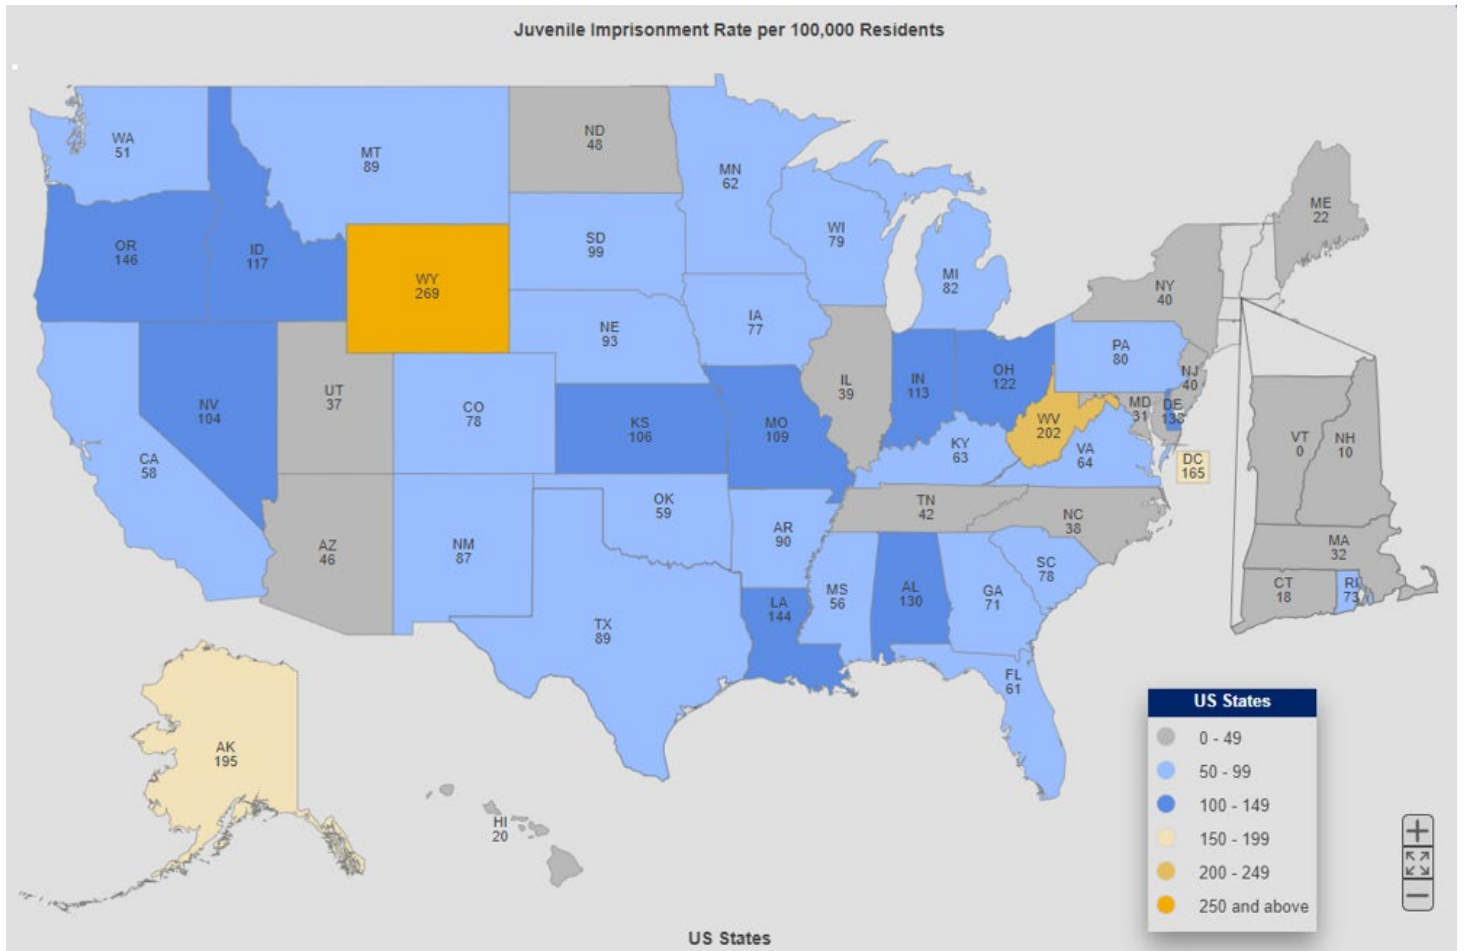 Juvenile Imprisonment Rate per 100,000 Residents
WA
51
MT
89
ND
48
MN
62
OR
146
ID
117
WY
269
SD
99
WI
79
MI
82
NY
40
ME
22
NE
93
IA
77
PA
80
NJ
40
NV
104
UT
37
CO
78
KS
106
MO
109
IL
39
IN
113
OH
122
WV
202
MD
31
DE
138
CA
58
KY
63
VA
64
DC
165
VT
0
NH
10
AZ
46
NM
87
OK
59
AR
90
TN
42
NC
38
MA
32
CT
18
RI
73
TX
89
LA
144
MS
56
AL
130
GA
71
SC
78
FL
61
AK
195
HI
20
US States
0 - 49
50 - 99
100 - 149
150 - 199
200 - 249
250 and above
US States